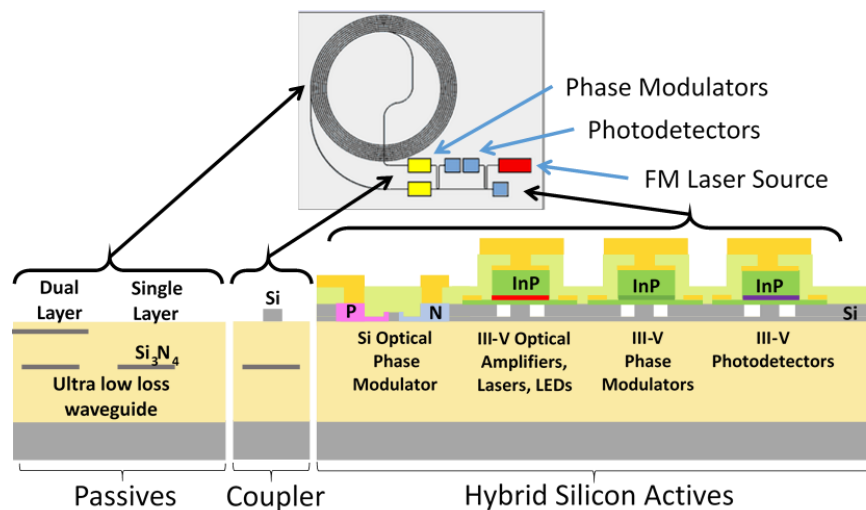 Phase Modulators
Photodetectors
FM Laser Source
Dual
Layer
Single
Layer
Si
InP
InP
InP
P
N
Si
Si₃N₄
Ultra low loss
waveguide
Si Optical
Phase
Modulator
III-V Optical
Amplifiers,
Lasers, LEDs
III-V
Phase
Modulators
III-V
Photodetectors
Passives
Coupler
Hybrid Silicon Actives